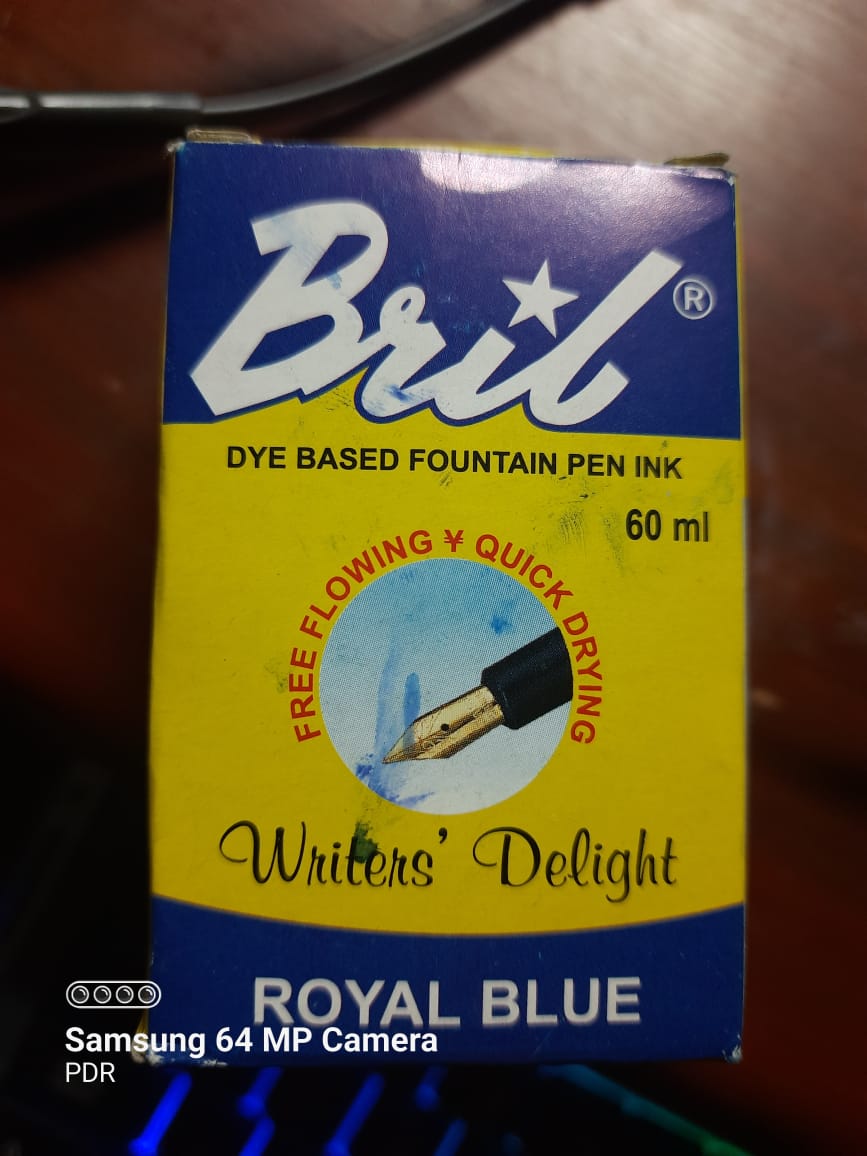 Bril ®
DYE BASED FOUNTAIN PEN INK
60 ml
FREE FLOWING ¥ QUICK DRYING
Writers’ Delight
ROYAL BLUE
Samsung 64 MP Camera
PDR